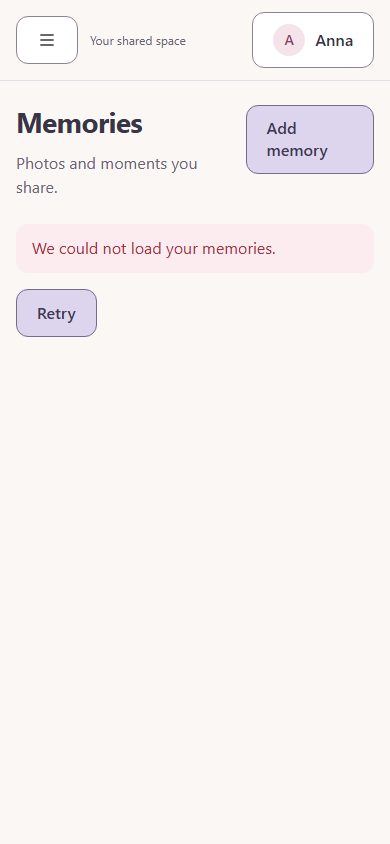 Your shared space
A
Anna
Memories
Photos and moments you
share.
Add
memory
We could not load your memories.
Retry